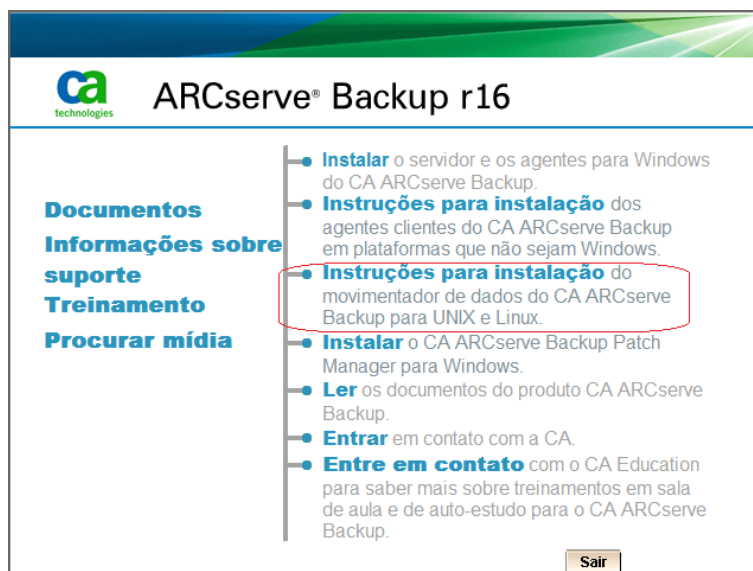 ca
technologies
ARCserve® Backup r16
Documentos
Informações sobre
suporte
Treinamento
Procurar mídia
Instalar o servidor e os agentes para Windows
do CA ARCserve Backup.
Instruções para instalação dos
agentes clientes do CA ARCserve Backup
em plataformas que não sejam Windows.
Instruções para instalação do
movimentador de dados do CA ARCserve
Backup para UNIX e Linux.
Instalar o CA ARCserve Backup Patch
Manager para Windows.
Ler os documentos do produto CA ARCserve
Backup.
Entrar em contato com a CA.
Entre em contato com o CA Education
para saber mais sobre treinamentos em sala
de aula e de auto-estudo para o CA ARCserve
Backup.
Sair